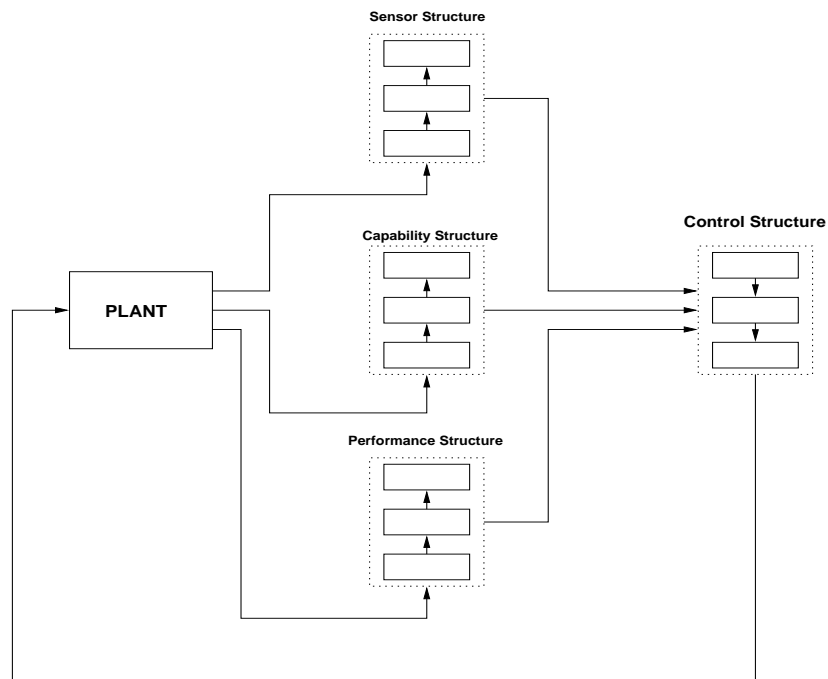 Sensor Structure
Control Structure
Capability Structure
PLANT
Performance Structure